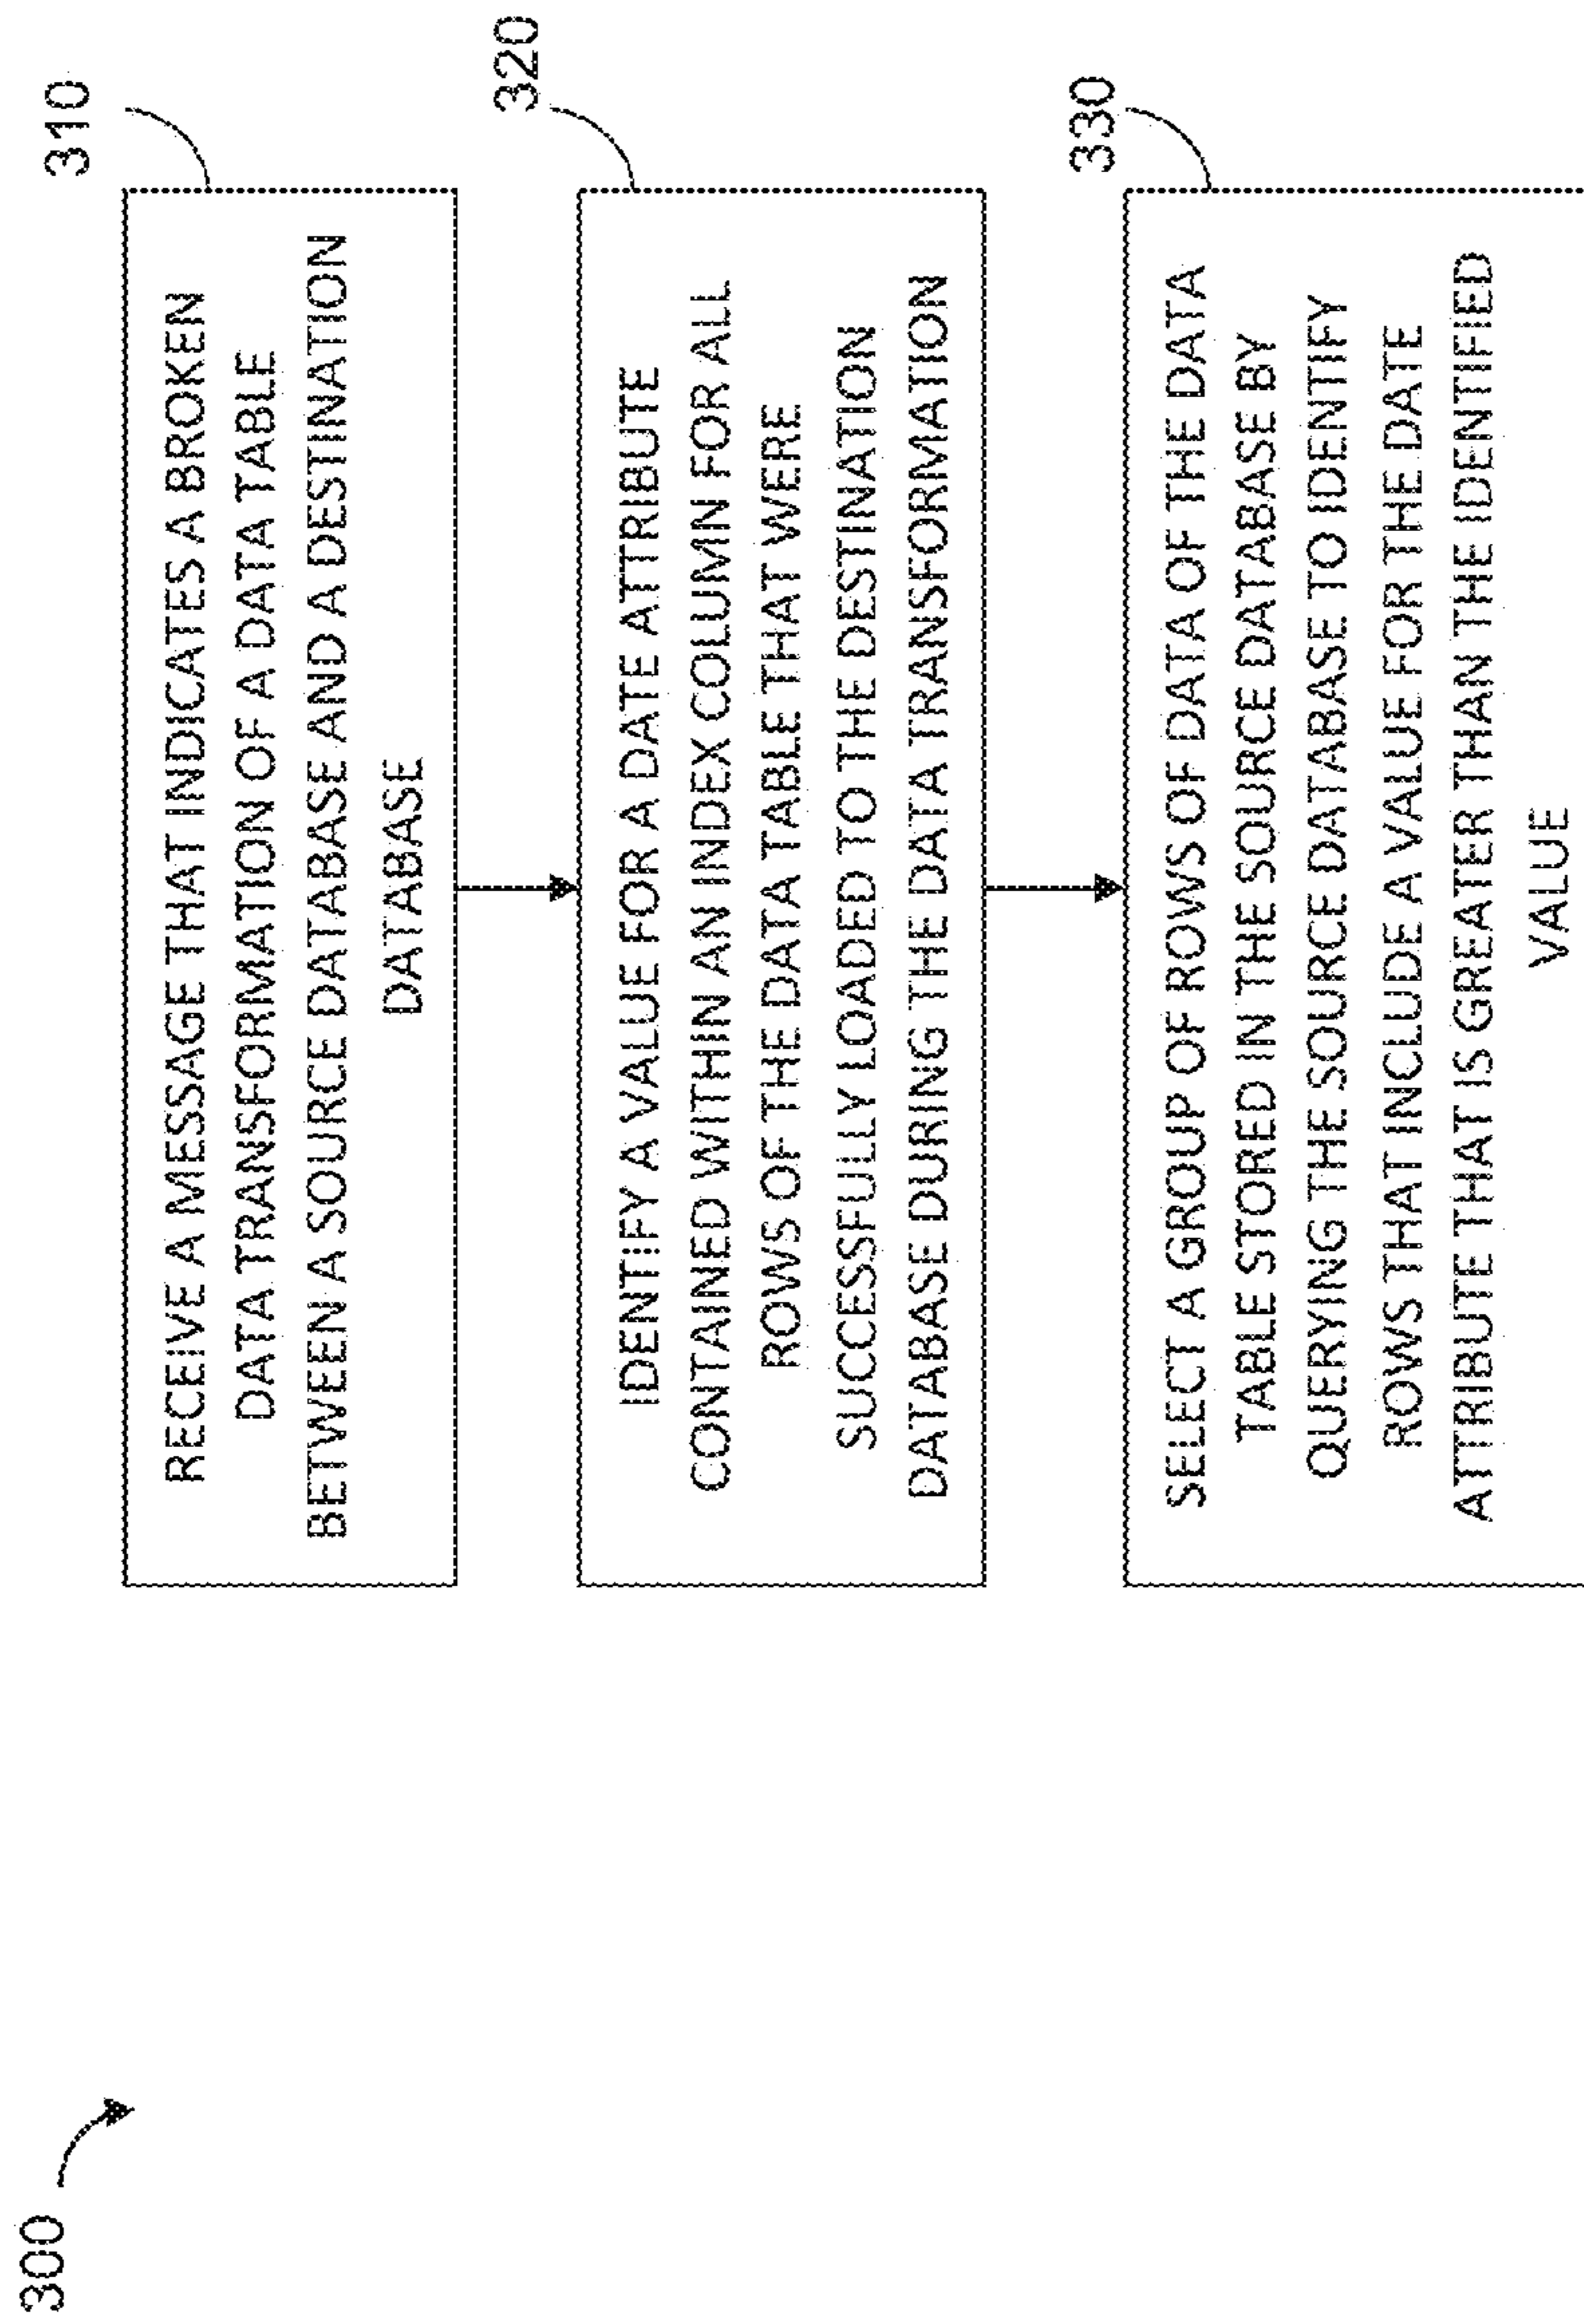 300
310
RECEIVE A MESSAGE THAT INDICATES A BROKEN
DATA TRANSFORMATION OF A DATA TABLE
BETWEEN A SOURCE DATABASE AND A DESTINATION
DATABASE
320
IDENTIFY A VALUE FOR A DATE ATTRIBUTE
CONTAINED WITHIN AN INDEX COLUMN FOR ALL
ROWS OF THE DATA TABLE THAT WERE
SUCCESSFULLY LOADED TO THE DESTINATION
DATABASE DURING THE DATA TRANSFORMATION
330
SELECT A GROUP OF ROWS OF DATA OF THE DATA
TABLE STORED IN THE SOURCE DATABASE BY
QUERYING THE SOURCE DATABASE TO IDENTIFY
ROWS THAT INCLUDE A VALUE FOR THE DATE
ATTRIBUTE THAT IS GREATER THAN THE IDENTIFIED
VALUE